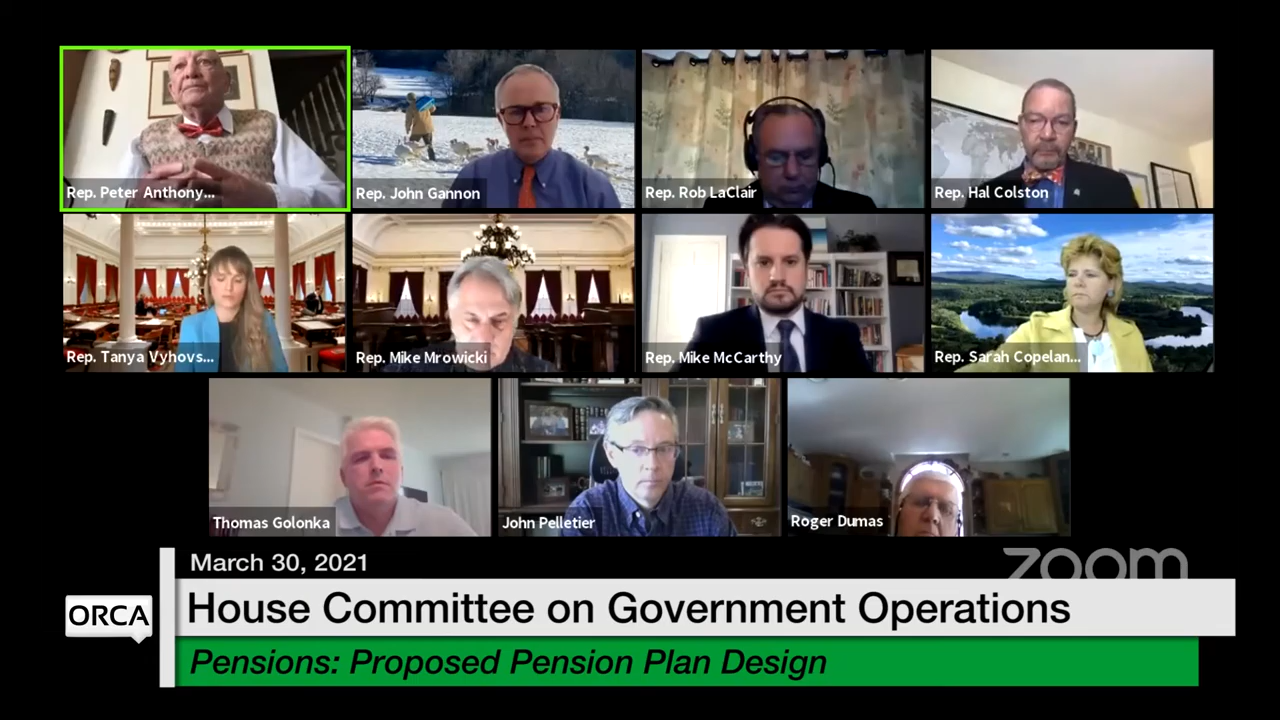 Rep. Peter Anthony...
Rep. John Gannon
Rep. Rob LaClair
Rep. Hal Colston
Rep. Tanya Vyhovs...
Rep. Mike Mrowicki
Rep. Mike McCarthy
Rep. Sarah Copelan...
Thomas Golonka
John Pelletier
Roger Dumas
zoom
March 30, 2021
ORCA
House Committee on Government Operations
Pensions: Proposed Pension Plan Design